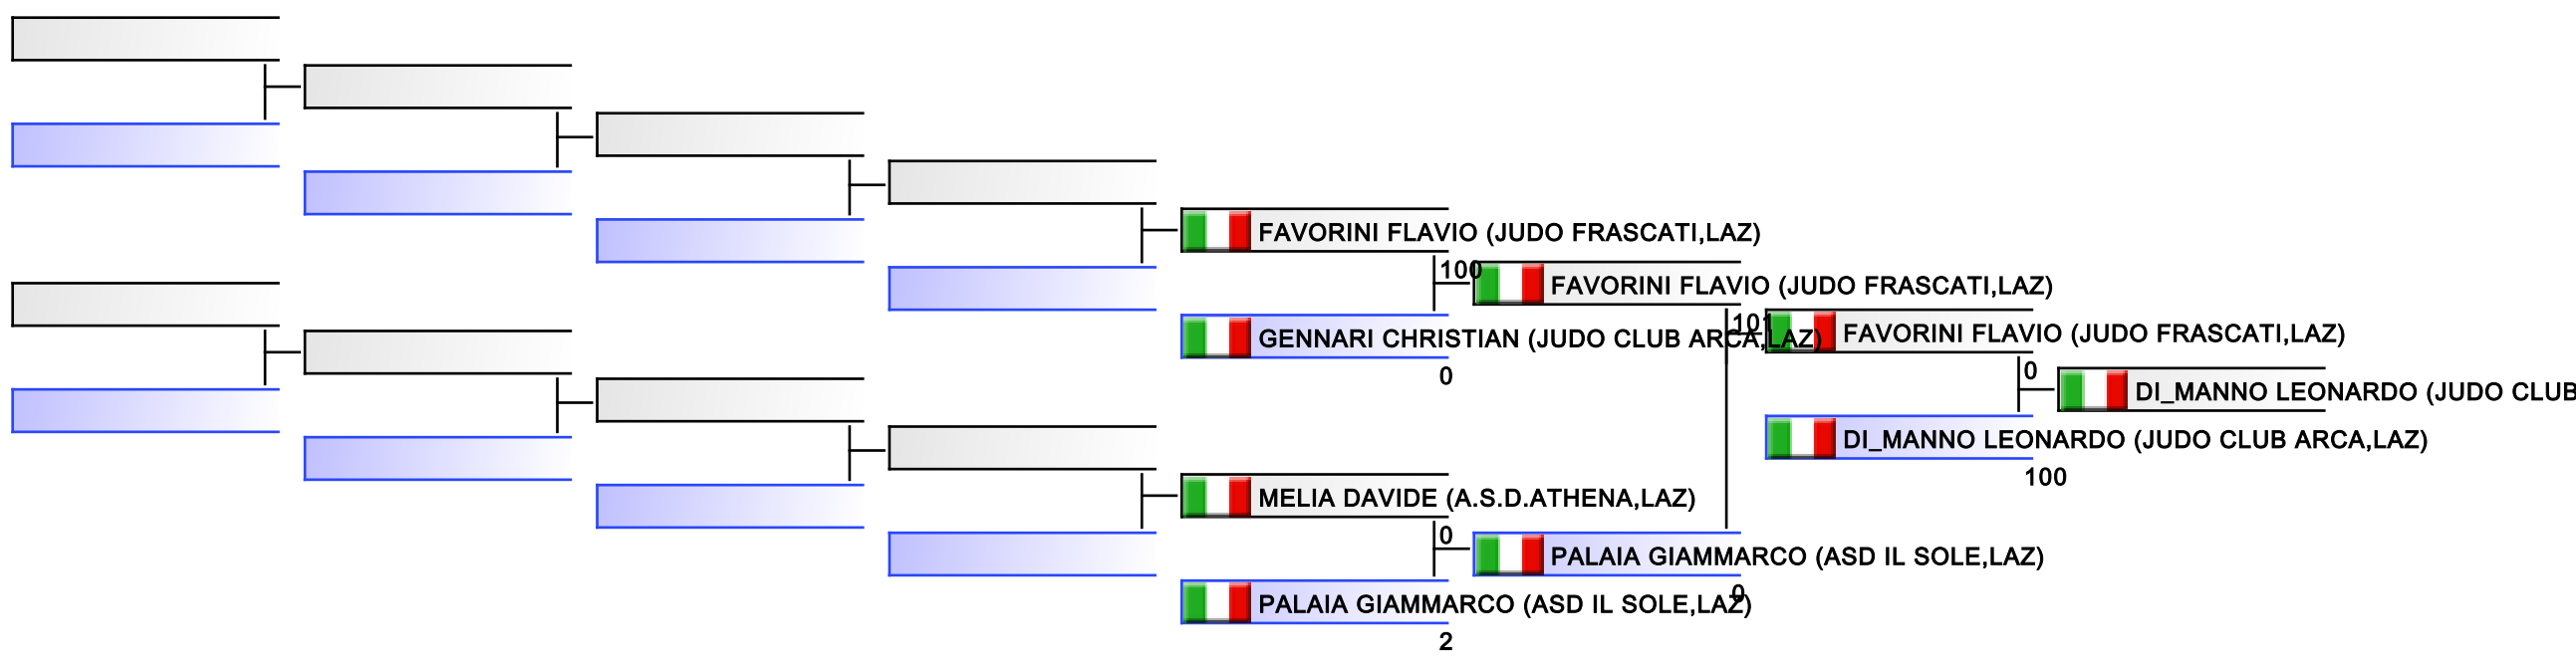 FAVORINI FLAVIO (JUDO FRASCATI,LAZ)
100
FAVORINI FLAVIO (JUDO FRASCATI,LAZ)
GENNARI CHRISTIAN (JUDO CLUB ARCA,LAZ)
0
101
FAVORINI FLAVIO (JUDO FRASCATI,LAZ)
0
DI_MANNO LEONARDO (JUDO CLUB
DI_MANNO LEONARDO (JUDO CLUB ARCA,LAZ)
100
MELIA DAVIDE (A.S.D.ATHENA,LAZ)
0
PALAIA GIAMMARCO (ASD IL SOLE,LAZ)
0
PALAIA GIAMMARCO (ASD IL SOLE,LAZ)
2